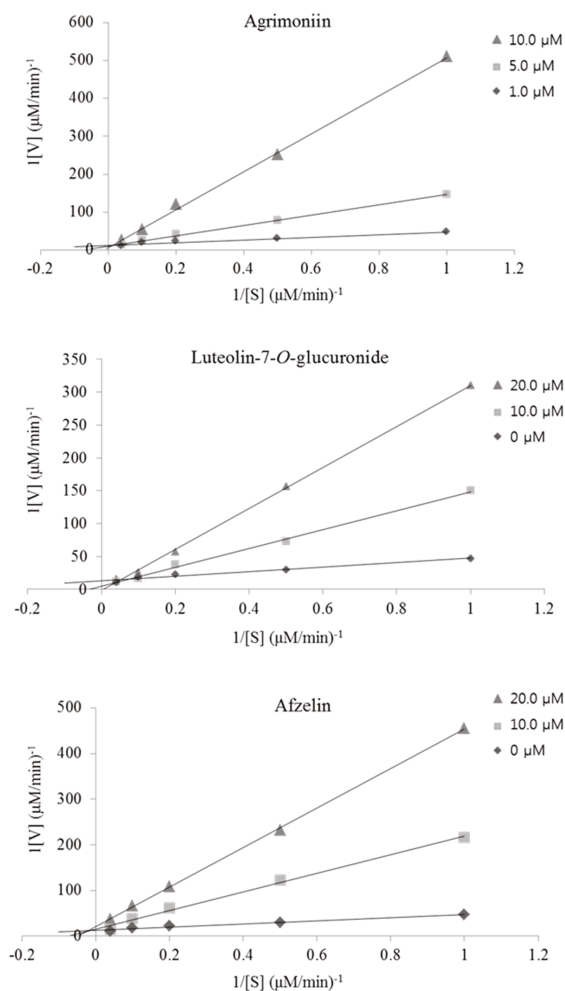 Agrimoniin
600
500
400
300
200
100
0
-0.2 0 0.2 0.4 0.6 0.8 1 1.2
1[V] (μM/min)-1
1/[S] (μM/min)-1
10.0 μM
5.0 μM
1.0 μM
Luteolin-7-O-glucuronide
350
300
250
200
150
100
50
0
-0.2 0 0.2 0.4 0.6 0.8 1 1.2
1[V] (μM/min)-1
1/[S] (μM/min)-1
20.0 μM
10.0 μM
0 μM
Afzelin
500
400
300
200
100
0
-0.2 0 0.2 0.4 0.6 0.8 1 1.2
1[V] (μM/min)-1
1/[S] (μM/min)-1
20.0 μM
10.0 μM
0 μM